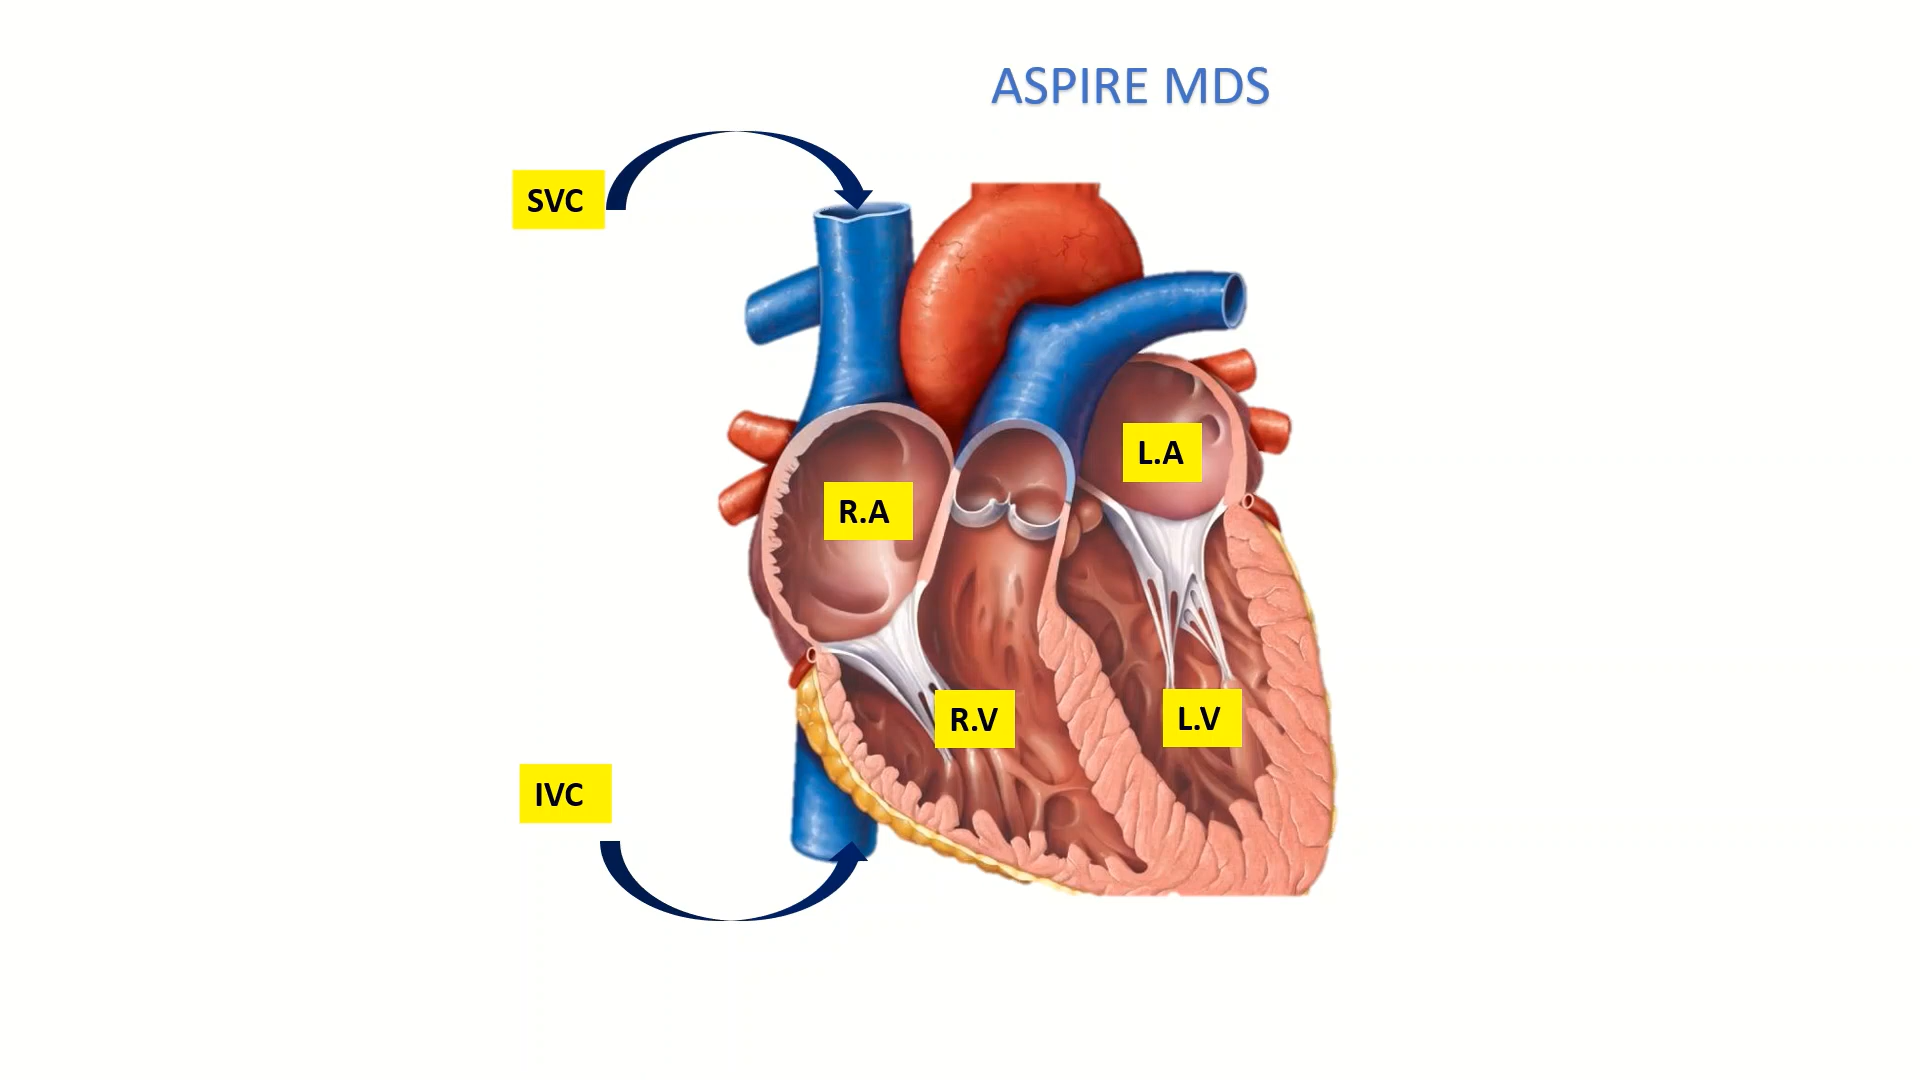 ASPIRE MDS
SVC
L.A
R.A
R.V
L.V
IVC